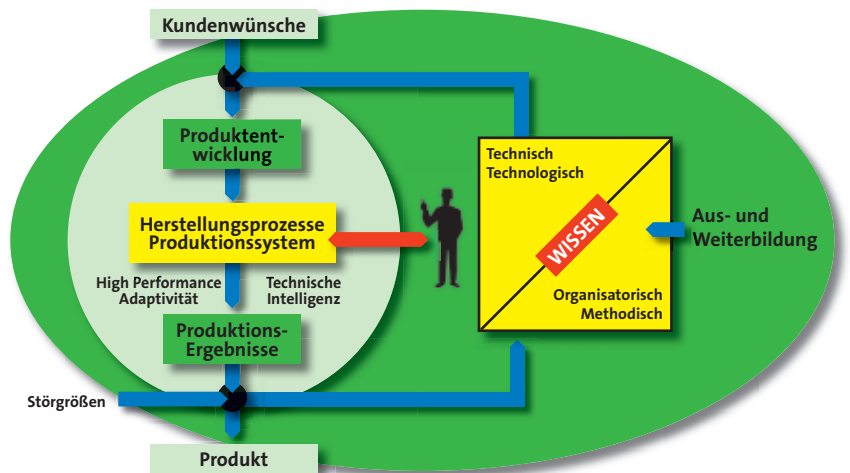 Kundenwünsche
Produktent-
wicklung
Herstellungsprozesse
Produktionssystem
High Performance
Adaptivität
Technische
Intelligenz
Produktions-
Ergebnisse
Störgrößen
Produkt
Technisch
Technologisch
WISSEN
Organisatorisch
Methodisch
Aus- und
Weiterbildung